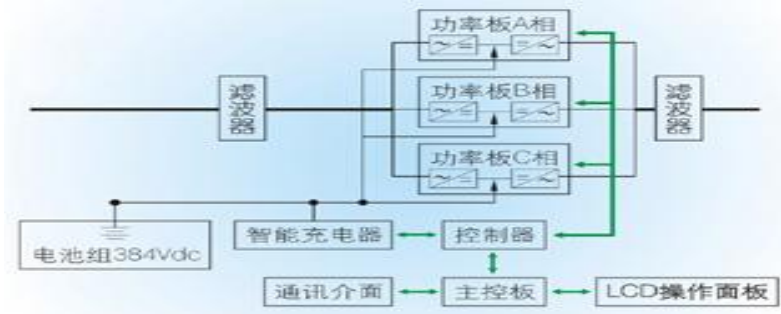 功率板A相
滤波器
功率板B相
滤波器
功率板C相
电池组384Vdc
智能充电器
控制器
通讯介面
主控板
LCD操作面板